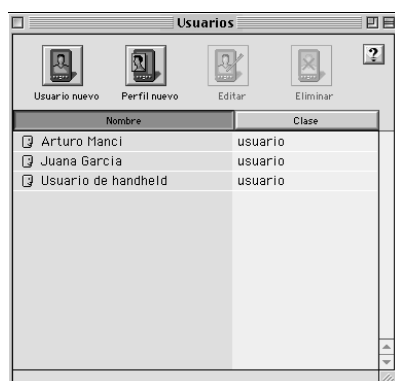 Usuarios
Usuario nuevo Perfil nuevo Editar Eliminar ?
Nombre Clase
Arturo Manci usuario
Juana Garcia usuario
Usuario de handheld usuario